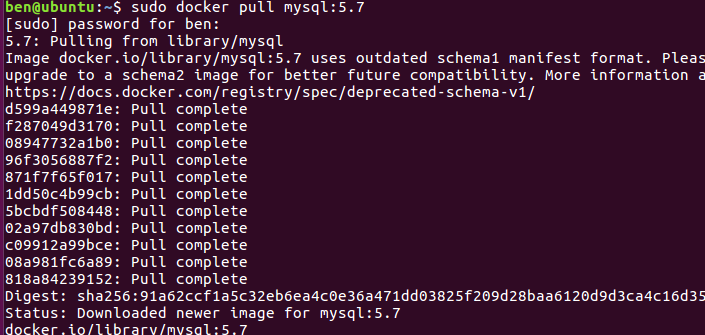 ben@ubuntu:~$ sudo docker pull mysql:5.7
[sudo] password for ben:
5.7: Pulling from library/mysql
Image docker.io/library/mysql:5.7 uses outdated schema1 manifest format. Pleas
upgrade to a schema2 image for better future compatibility. More information a
https://docs.docker.com/registry/spec/deprecated-schema-v1/
d599a449871e: Pull complete
f287049d3170: Pull complete
08947732a1b0: Pull complete
96f3056887f2: Pull complete
871f7f65f017: Pull complete
1dd50c4b99cb: Pull complete
5bcbdf508448: Pull complete
02a97db830bd: Pull complete
c09912a99bce: Pull complete
08a981fc6a89: Pull complete
818a84239152: Pull complete
Digest: sha256:91a62ccf1a5c32eb6ea4c0e36a471dd03825f209d28baa6120d9d3ca4c16d35
Status: Downloaded newer image for mysql:5.7
docker.io/library/mysql:5.7